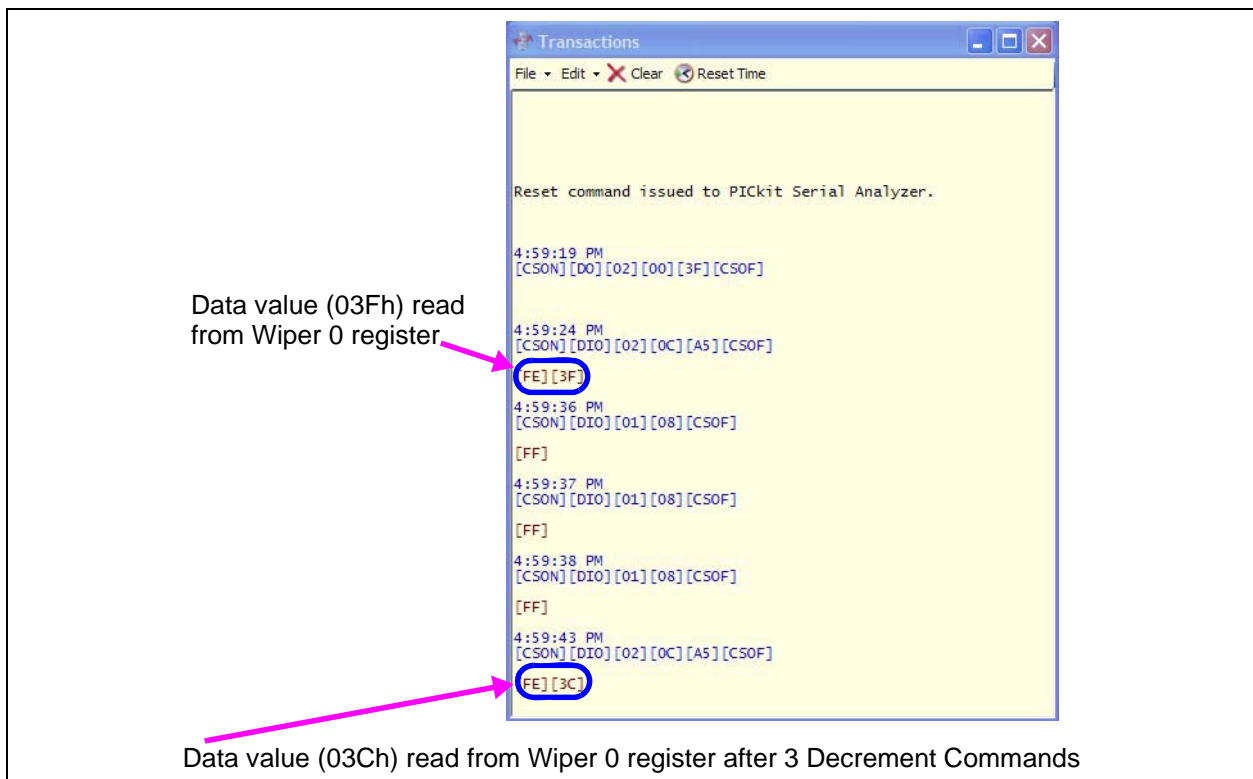 Transactions
File Edit Clear Reset Time
Reset command issued to PICkit Serial Analyzer.
4:59:19 PM
[CSON][DO][02][00][3F][CSOF]
Data value (03Fh) read
from Wiper 0 register
4:59:24 PM
[CSON][DIO][02][0C][A5][CSOF]
[FE][3F]
4:59:36 PM
[CSON][DIO][01][08][CSOF]
[FF]
4:59:37 PM
[CSON][DIO][01][08][CSOF]
[FF]
4:59:38 PM
[CSON][DIO][01][08][CSOF]
[FF]
4:59:43 PM
[CSON][DIO][02][0C][A5][CSOF]
[FE][3C]
Data value (03Ch) read from Wiper 0 register after 3 Decrement Commands